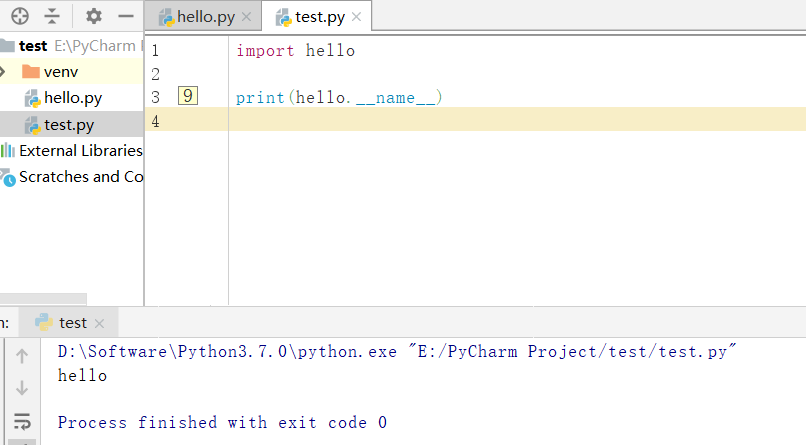 hello.py × test.py ×
test E:\PyCharm
venv
hello.py
test.py
External Libraries
Scratches and Co
1 import hello
2
3 9 print(hello.__name__)
4
n: test ×
D:\Software\Python3.7.0\python.exe "E:/PyCharm Project/test/test.py"
hello
Process finished with exit code 0